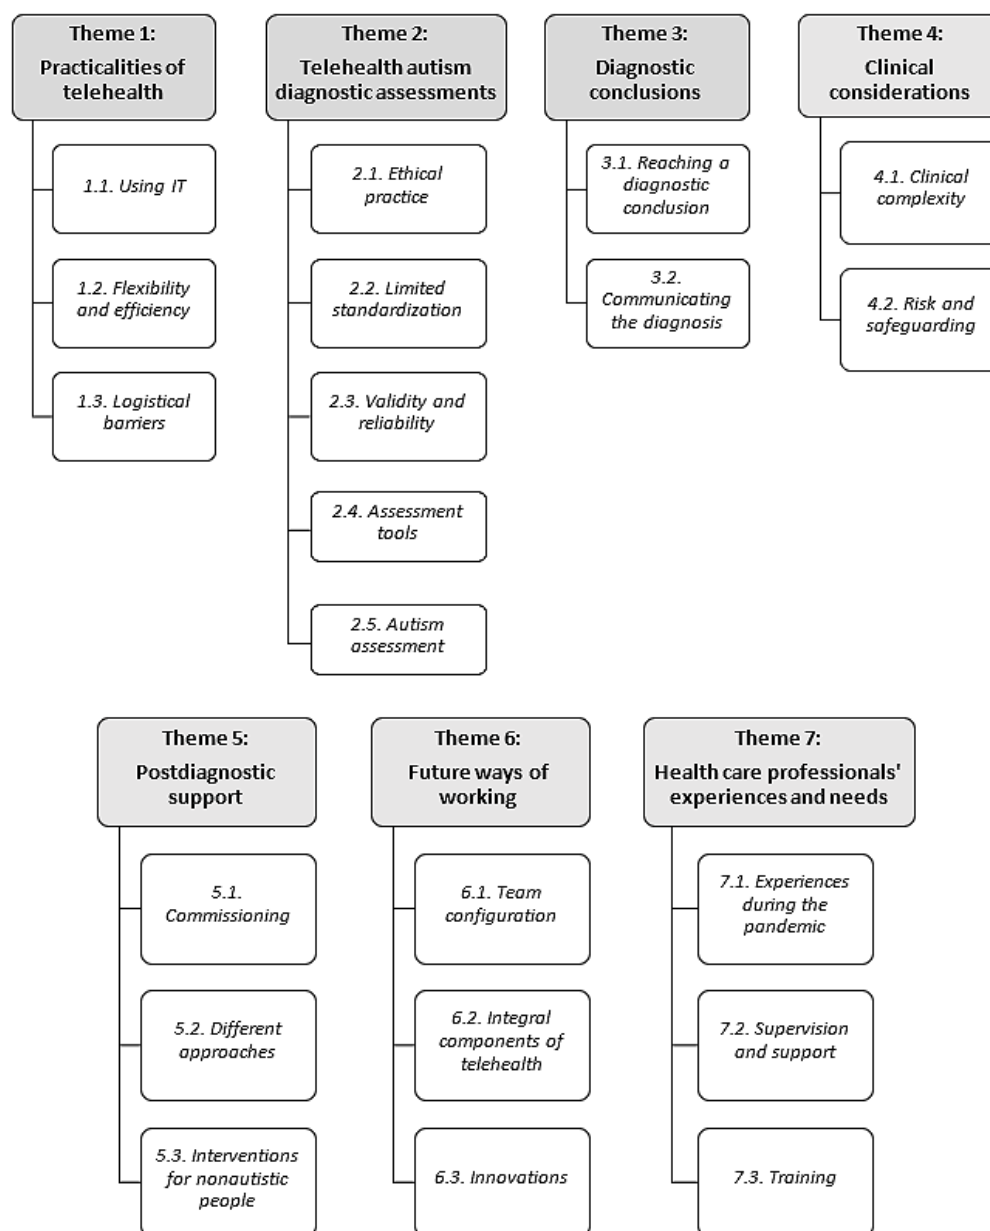 Theme 1:
Practicalities of
telehealth
1.1. Using IT
1.2. Flexibility
and efficiency
1.3. Logistical
barriers
Theme 2:
Telehealth autism
diagnostic assessments
2.1. Ethical
practice
2.2. Limited
standardization
2.3. Validity and
reliability
2.4. Assessment
tools
2.5. Autism
assessment
Theme 3:
Diagnostic
conclusions
3.1. Reaching a
diagnostic
conclusion
3.2.
Communicating
the diagnosis
Theme 4:
Clinical
considerations
4.1. Clinical
complexity
4.2. Risk and
safeguarding
Theme 5:
Postdiagnostic
support
5.1.
Commissioning
5.2. Different
approaches
5.3. Interventions
for nonautistic
people
Theme 6:
Future ways of
working
6.1. Team
configuration
6.2. Integral
components of
telehealth
6.3. Innovations
Theme 7:
Health care professionals'
experiences and needs
7.1. Experiences
during the
pandemic
7.2. Supervision
and support
7.3. Training